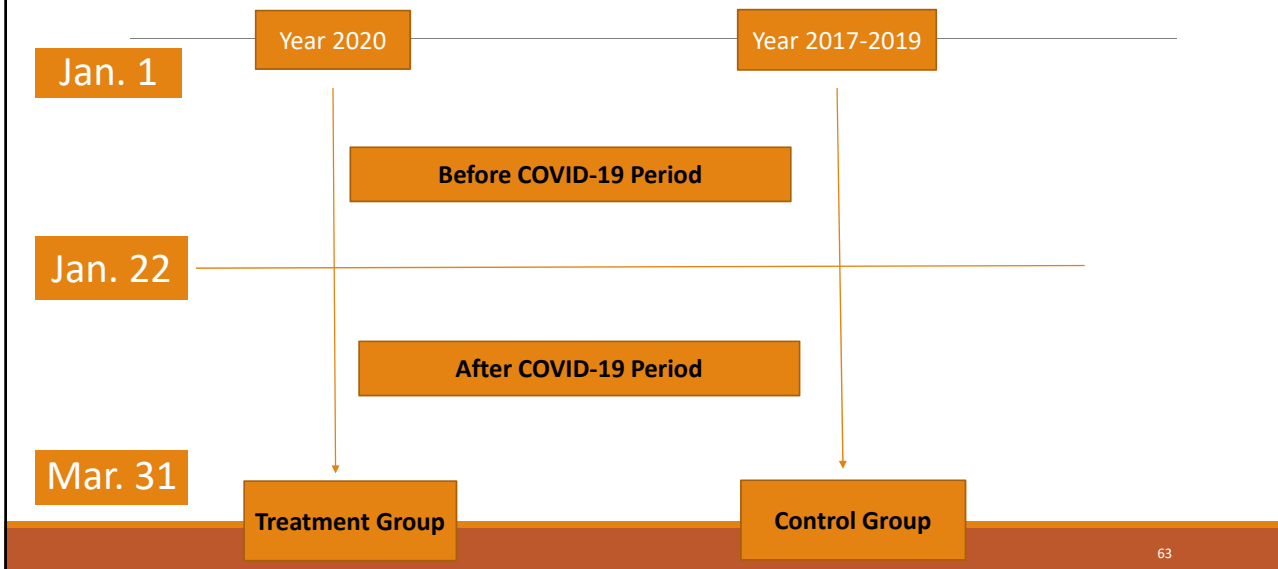 Year 2020
Year 2017-2019
Jan. 1
Before COVID-19 Period
Jan. 22
After COVID-19 Period
Mar. 31
Treatment Group
Control Group
63